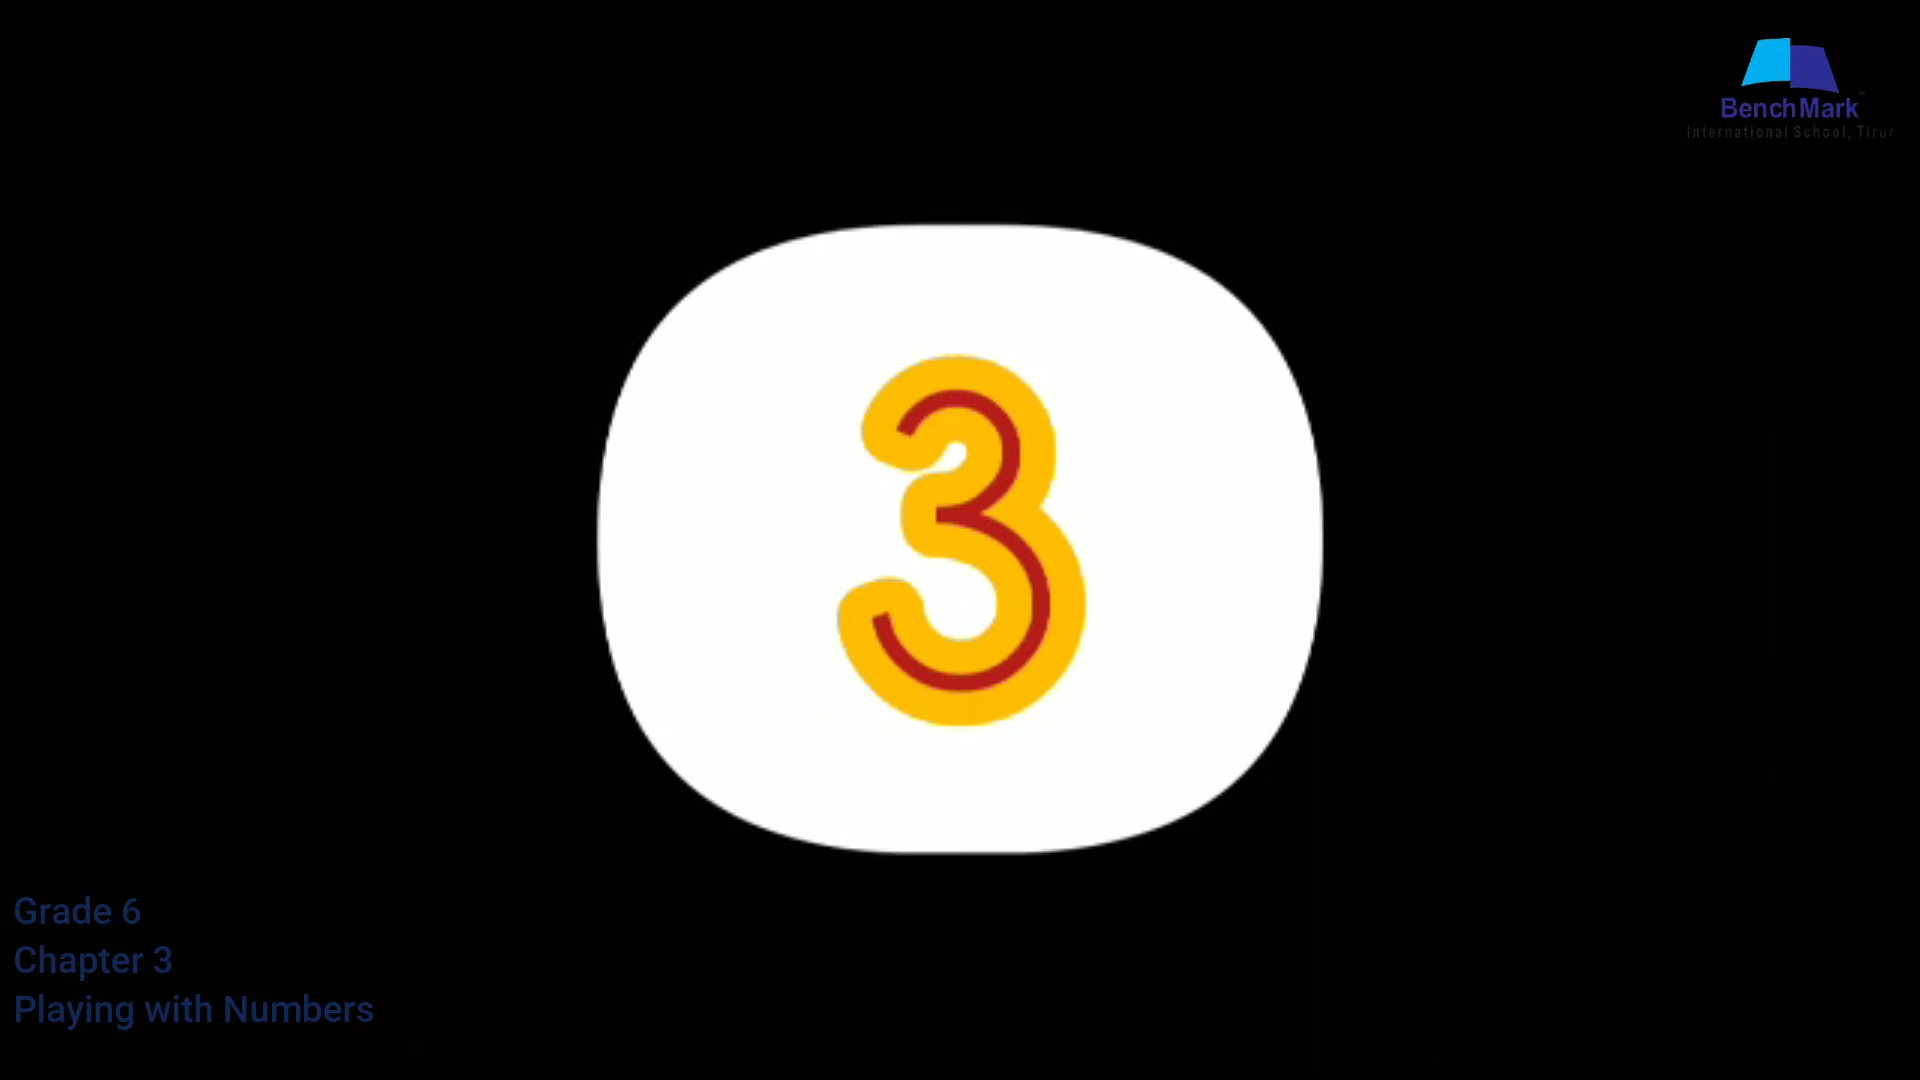 BenchMark
International School, Tirur
3
Grade 6
Chapter 3
Playing with Numbers